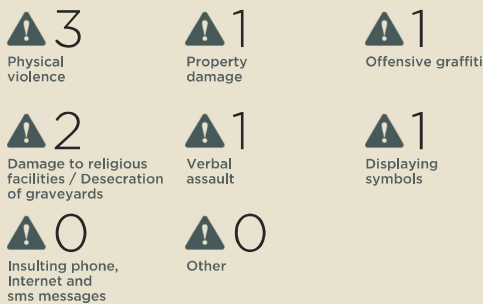 3
Physical
violence
1
Property
damage
1
Offensive graffiti
2
Damage to religious
facilities / Desecration
of graveyards
1
Verbal
assault
1
Displaying
symbols
0
Insulting phone,
Internet and
sms messages
0
Other